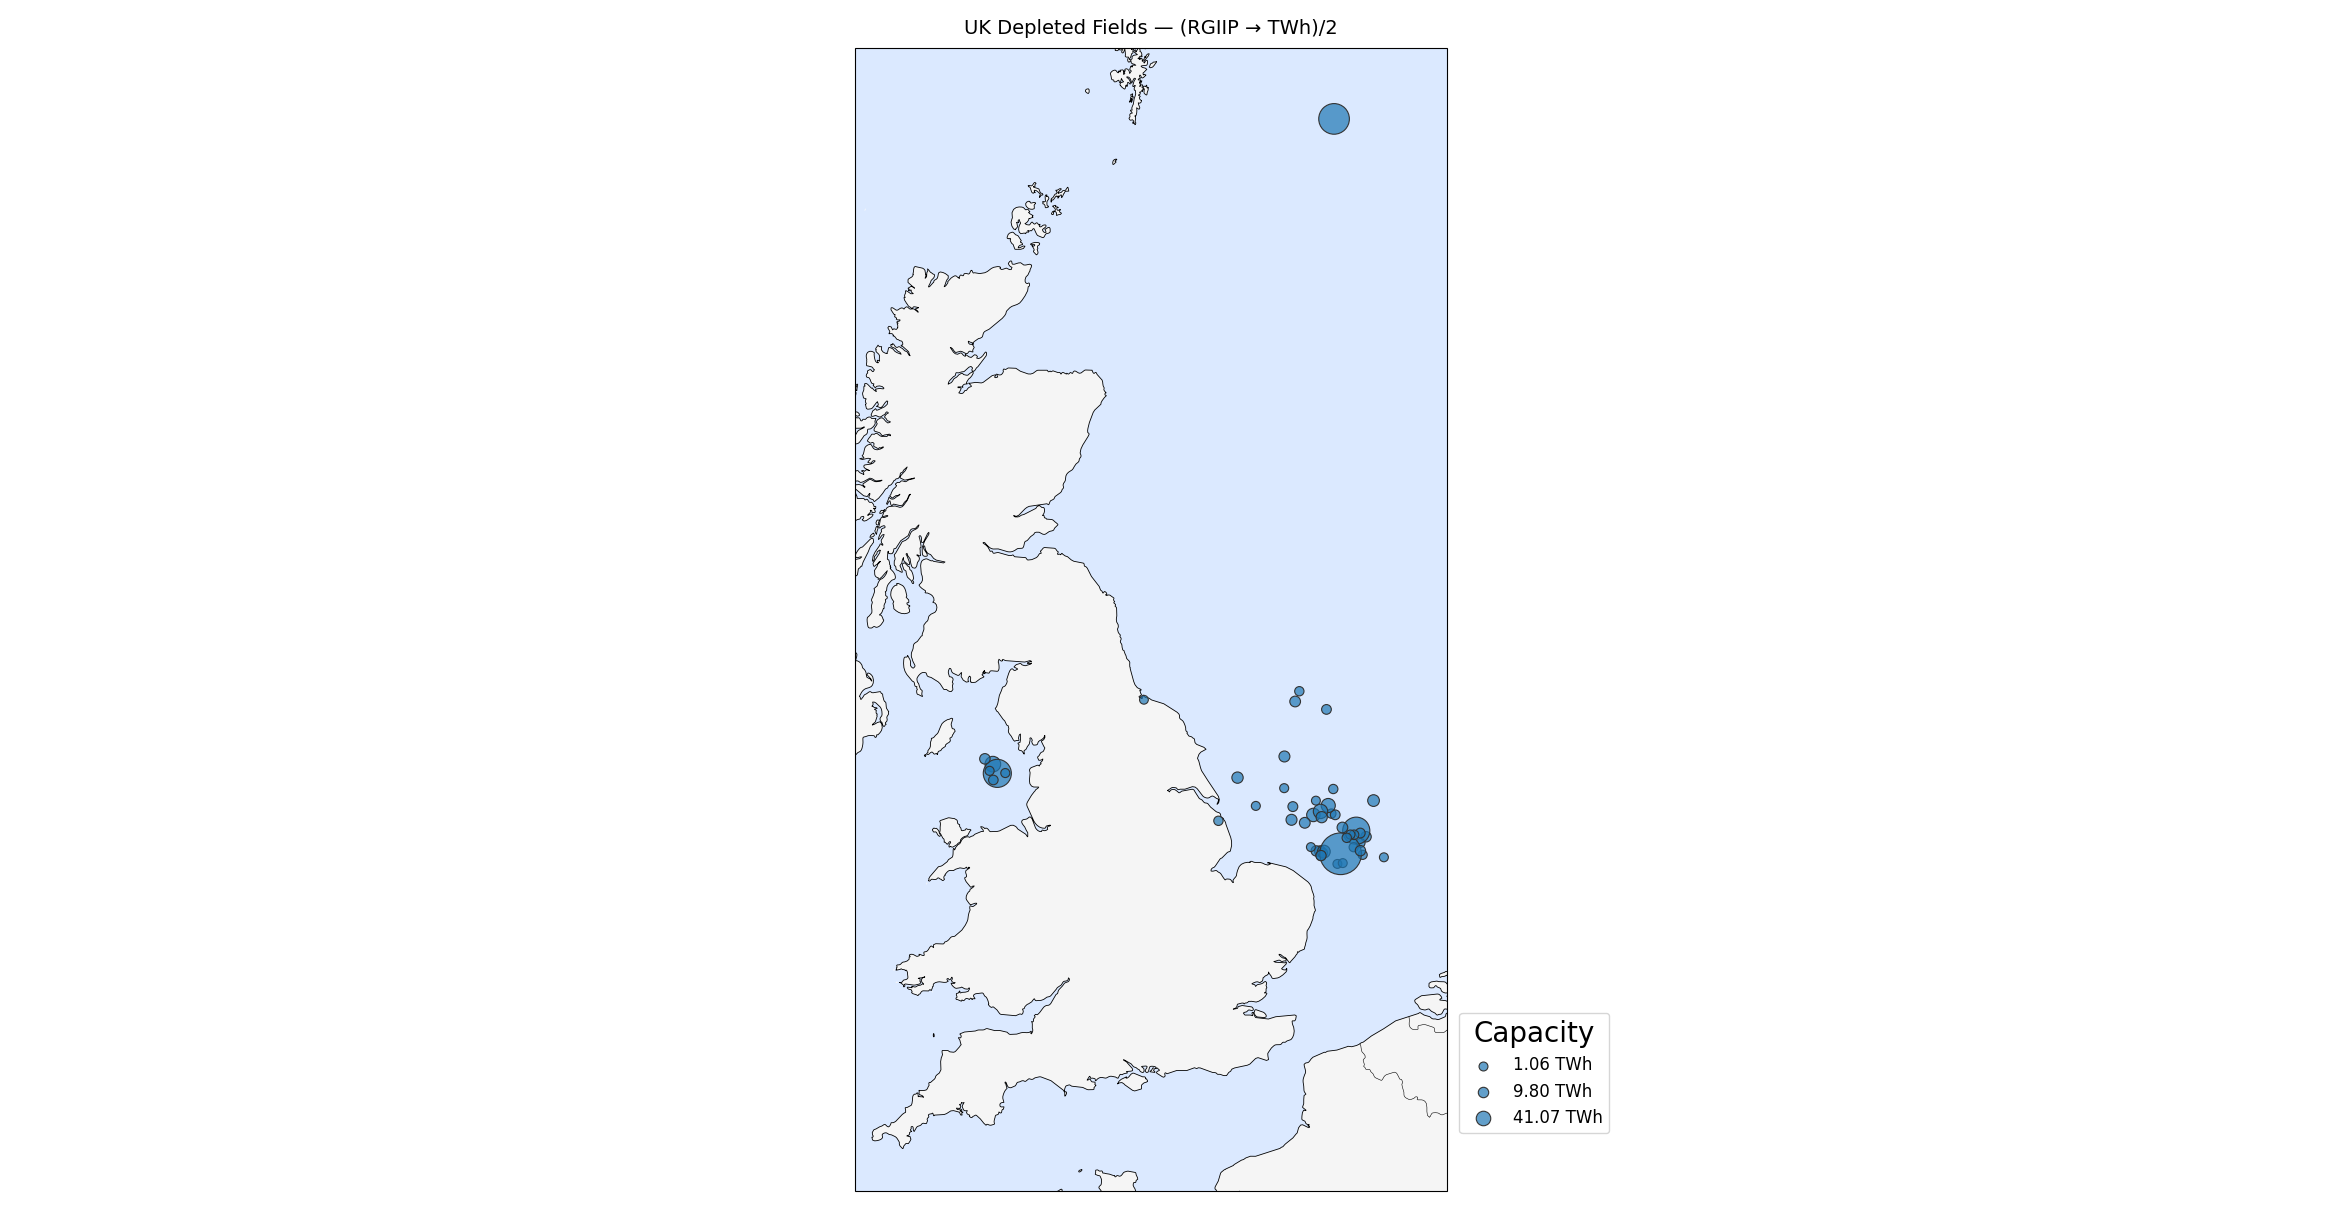 UK Depleted Fields — (RGIIP → TWh)/2
Capacity
1.06 TWh
9.80 TWh
41.07 TWh